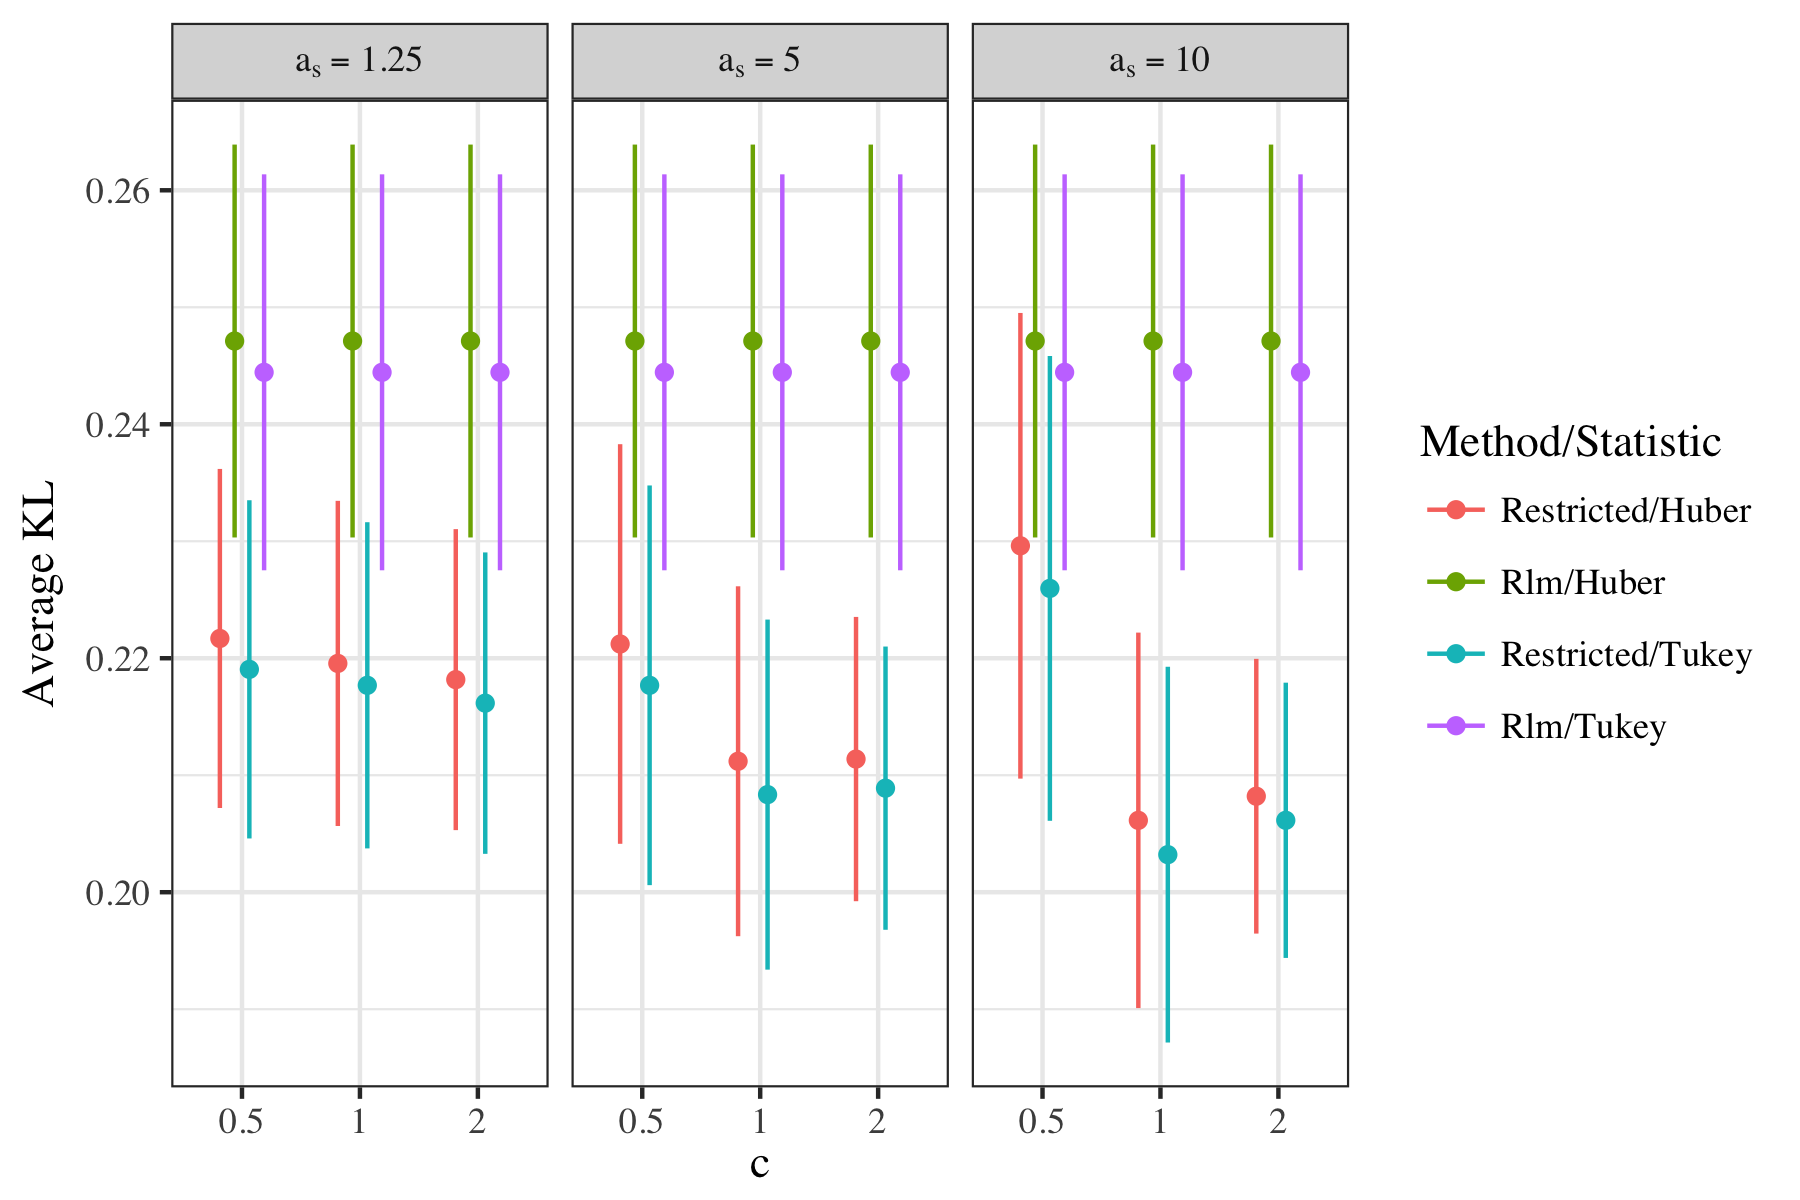 a_s = 1.25
a_s = 5
a_s = 10
0.26
0.24
0.22
0.20
Average KL
0.5 1 2
0.5 1 2
0.5 1 2
c
Method/Statistic
Restricted/Huber
Rlm/Huber
Restricted/Tukey
Rlm/Tukey